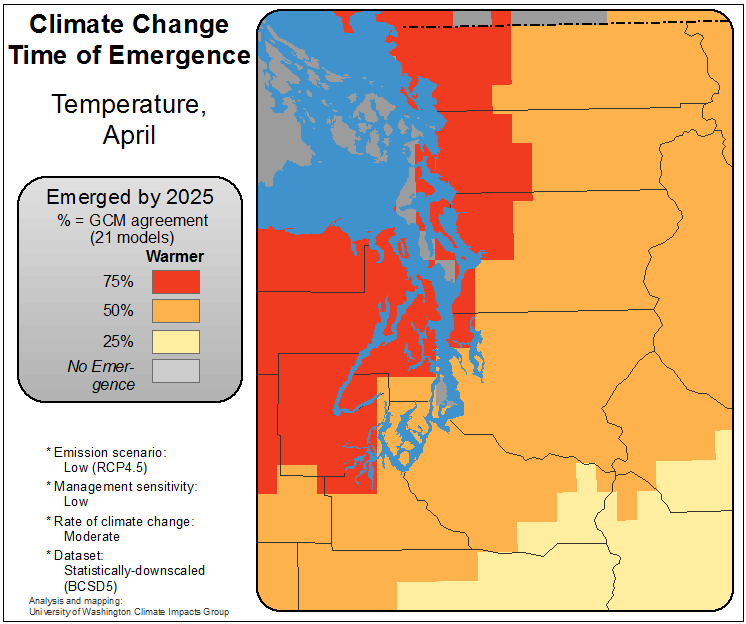 Climate Change
Time of Emergence
Temperature,
April
Emerged by 2025
% = GCM agreement
(21 models)
Warmer
75%
50%
25%
No Emer-
gence
* Emission scenario:
Low (RCP4.5)
* Management sensitivity:
Low
* Rate of climate change:
Moderate
* Dataset:
Statistically-downscaled
(BCSD5)
Analysis and mapping:
University of Washington Climate Impacts Group